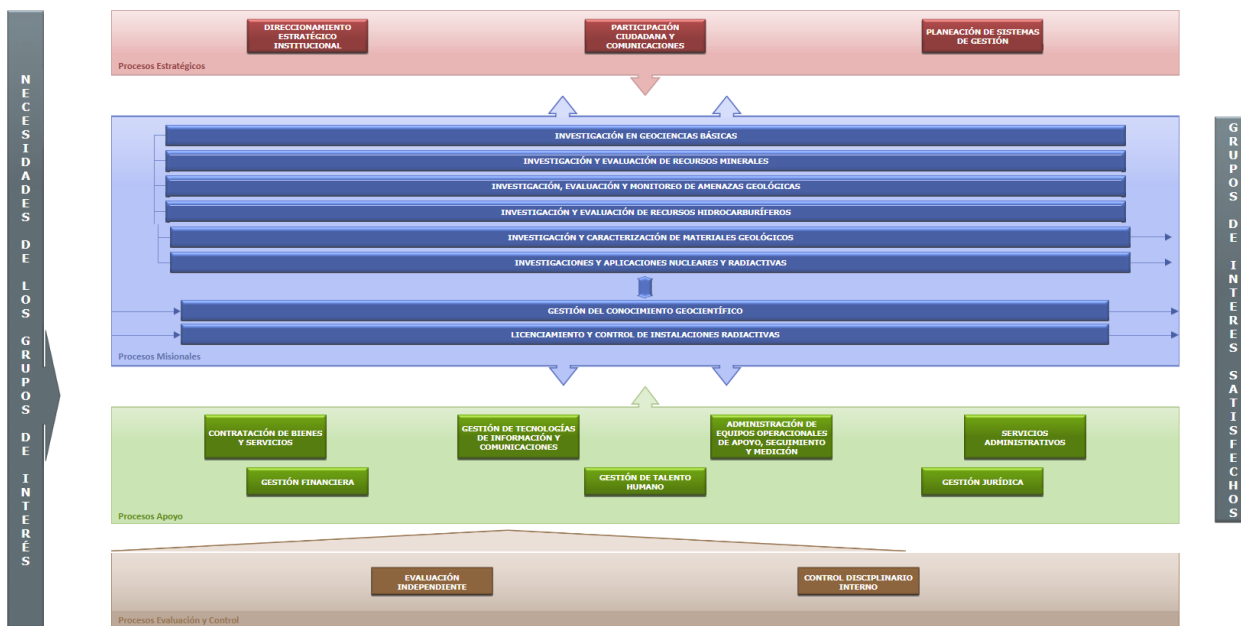 NECESIDADES DE LOS GRUPOS DE INTERÉS
DIRECCIONAMIENTO
ESTRATÉGICO
INSTITUCIONAL
PARTICIPACIÓN
CIUDADANA Y
COMUNICACIONES
PLANEACIÓN DE SISTEMAS
DE GESTIÓN
Procesos Estratégicos
INVESTIGACIÓN EN GEOCIENCIAS BÁSICAS
INVESTIGACIÓN Y EVALUACIÓN DE RECURSOS MINERALES
INVESTIGACIÓN, EVALUACIÓN Y MONITOREO DE AMENAZAS GEOLÓGICAS
INVESTIGACIÓN Y EVALUACIÓN DE RECURSOS HIDROCARBURÍFEROS
INVESTIGACIÓN Y CARACTERIZACIÓN DE MATERIALES GEOLÓGICOS
INVESTIGACIONES Y APLICACIONES NUCLEARES Y RADIACTIVAS
GESTIÓN DEL CONOCIMIENTO GEOCIENTÍFICO
LICENCIAMIENTO Y CONTROL DE INSTALACIONES RADIACTIVAS
Procesos Misionales
CONTRATACIÓN DE BIENES
Y SERVICIOS
GESTIÓN DE TECNOLOGÍAS
DE INFORMACIÓN Y
COMUNICACIONES
ADMINISTRACIÓN DE
EQUIPOS OPERACIONALES
DE APOYO, SEGUIMIENTO
Y MEDICIÓN
SERVICIOS
ADMINISTRATIVOS
GESTIÓN FINANCIERA
GESTIÓN DE TALENTO
HUMANO
GESTIÓN JURÍDICA
Procesos Apoyo
EVALUACIÓN
INDEPENDIENTE
CONTROL DISCIPLINARIO
INTERNO
Procesos Evaluación y Control
GRUPOS DE INTERES SATISFECHOS